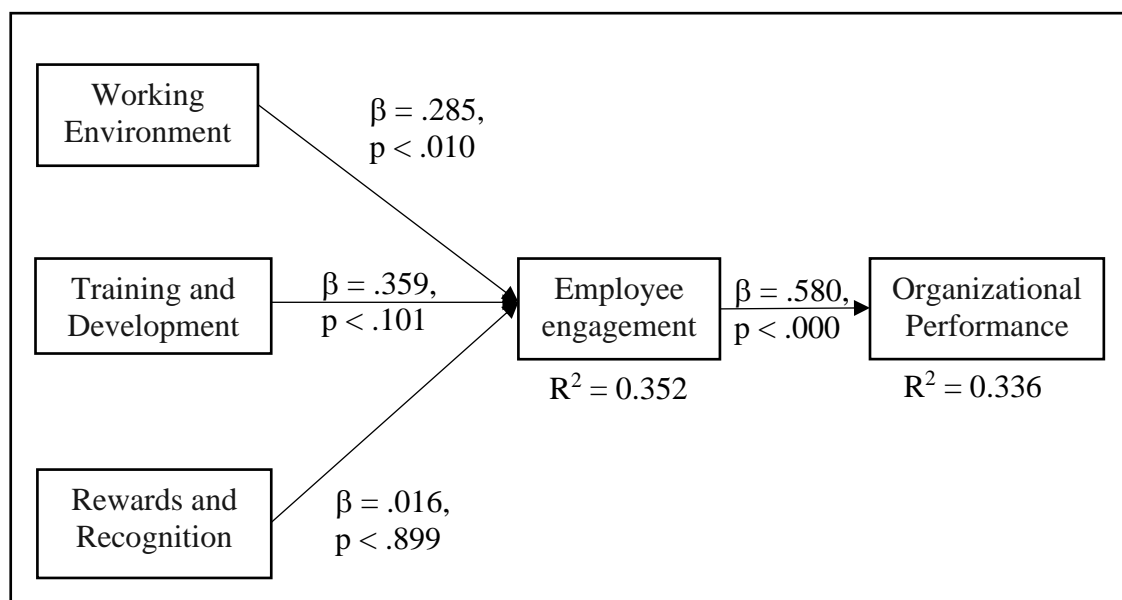 Working
Environment
β = .285,
p < .010
Training and
Development
β = .359,
p < .101
Employee
engagement
R² = 0.352
β = .580,
p < .000
Organizational
Performance
R² = 0.336
Rewards and
Recognition
β = .016,
p < .899